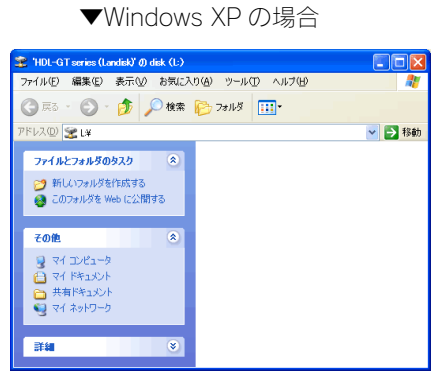 ▼Windows XP の場合
'HDL-GT series (Landisk)' の disk (L:)
ファイル(F) 編集(E) 表示(V) お気に入り(A) ツール(T) ヘルプ(H)
戻る 検索 フォルダ
アドレス(D) L:¥ 移動
ファイルとフォルダのタスク
新しいフォルダを作成する
このフォルダを Web に公開する
その他
マイ コンピュータ
マイ ドキュメント
共有ドキュメント
マイ ネットワーク
詳細